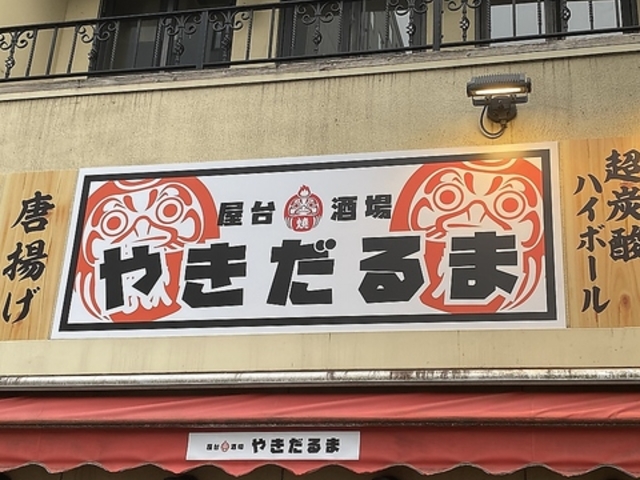 唐揚げ
屋台 焼 酒場
やきだるま
超炭酸
ハイボール
屋台 酒場 やきだるま